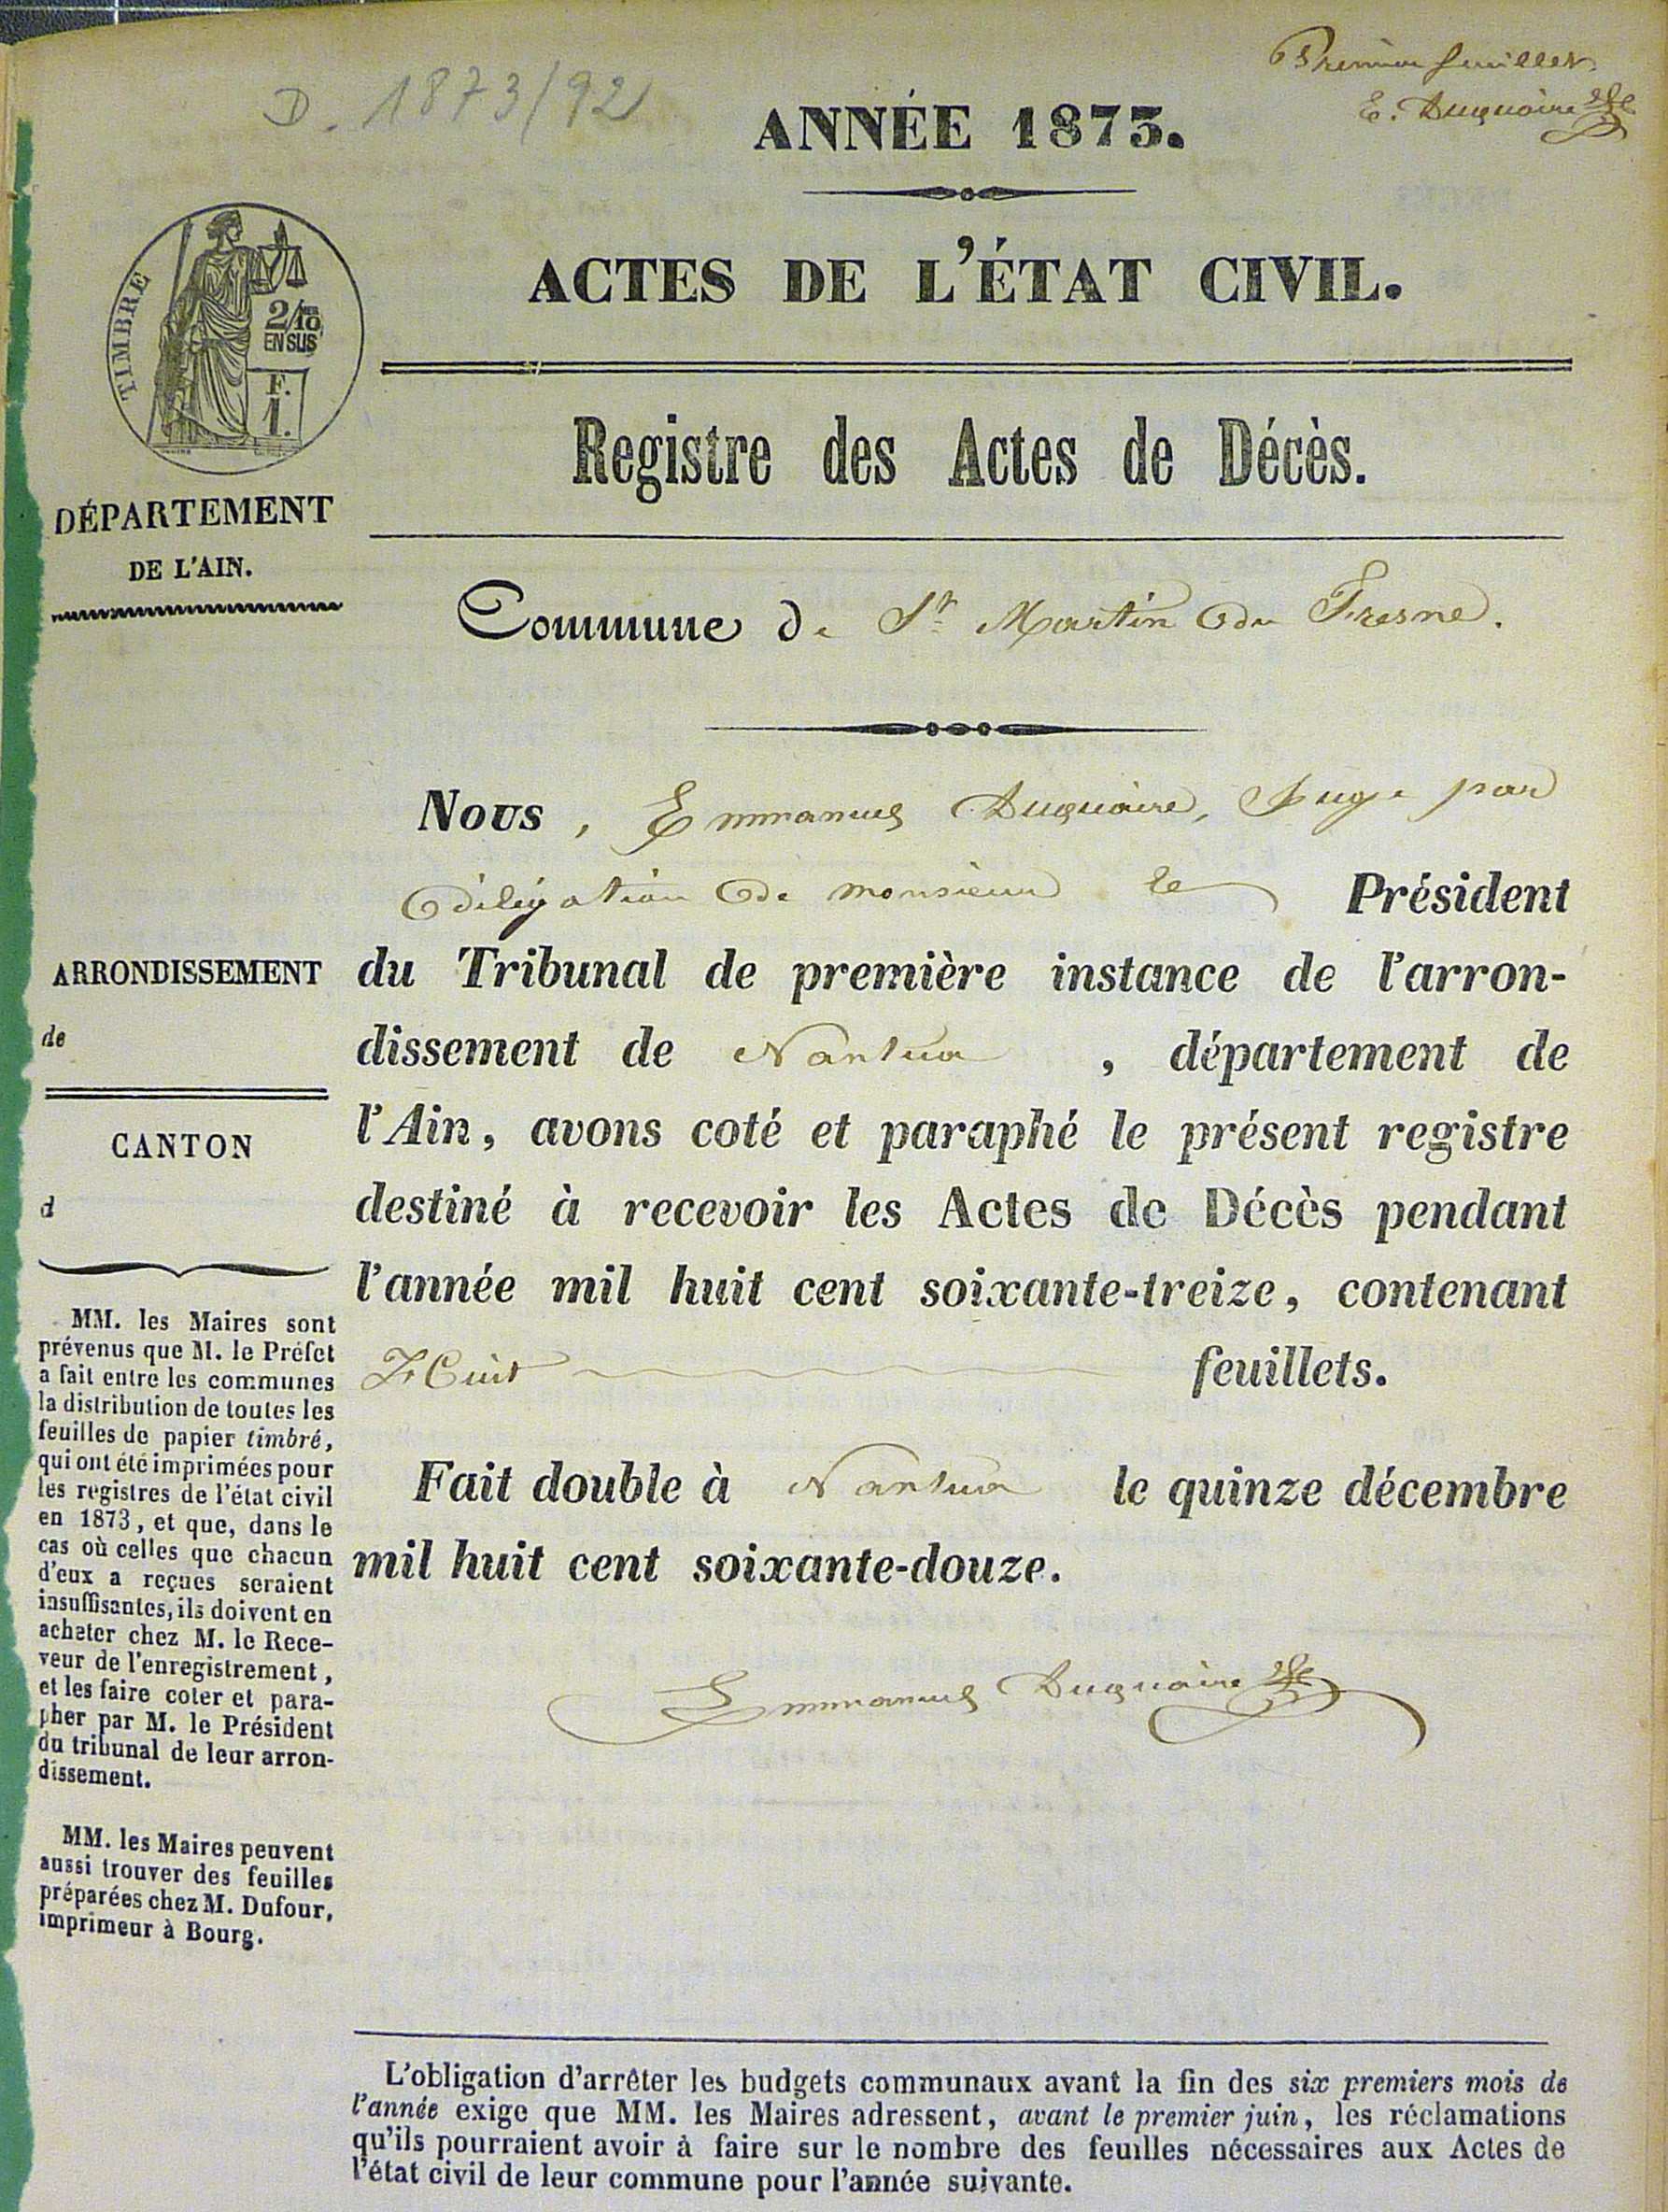 Premier feuillet.
E. Duquaire
D. 1873/92
ANNÉE 1873.
ACTES DE L'ÉTAT CIVIL.
TIMBRE
2/10
EN SUS
F.
1.
Registre des Actes de Décès.
DÉPARTEMENT
DE L'AIN.
Commune de St Martin du Fresne.
Nous, Emmanuel Duquaire, Juge par
délégation de monsieur le Président
du Tribunal de première instance de l'arron-
dissement de Nantua, département de
l'Ain, avons coté et paraphé le présent registre
destiné à recevoir les Actes de Décès pendant
l'année mil huit cent soixante-treize, contenant
Huit feuillets.
Fait double à Nantua le quinze décembre
mil huit cent soixante-douze.
Emmanuel Duquaire
ARRONDISSEMENT
de
CANTON
d
MM. les Maires sont
prévenus que M. le Préfet
a fait entre les communes
la distribution de toutes les
feuilles de papier timbré,
qui ont été imprimées pour
les registres de l'état civil
en 1873, et que, dans le
cas où celles que chacun
d'eux a reçues seraient
insuffisantes, ils doivent en
acheter chez M. le Rece-
veur de l'enregistrement,
et les faire coter et para-
pher par M. le Président
du tribunal de leur arron-
dissement.
MM. les Maires peuvent
aussi trouver des feuilles
préparées chez M. Dufour,
imprimeur à Bourg.
L'obligation d'arrêter les budgets communaux avant la fin des six premiers mois de
l'année exige que MM. les Maires adressent, avant le premier juin, les réclamations
qu'ils pourraient avoir à faire sur le nombre des feuilles nécessaires aux Actes de
l'état civil de leur commune pour l'année suivante.